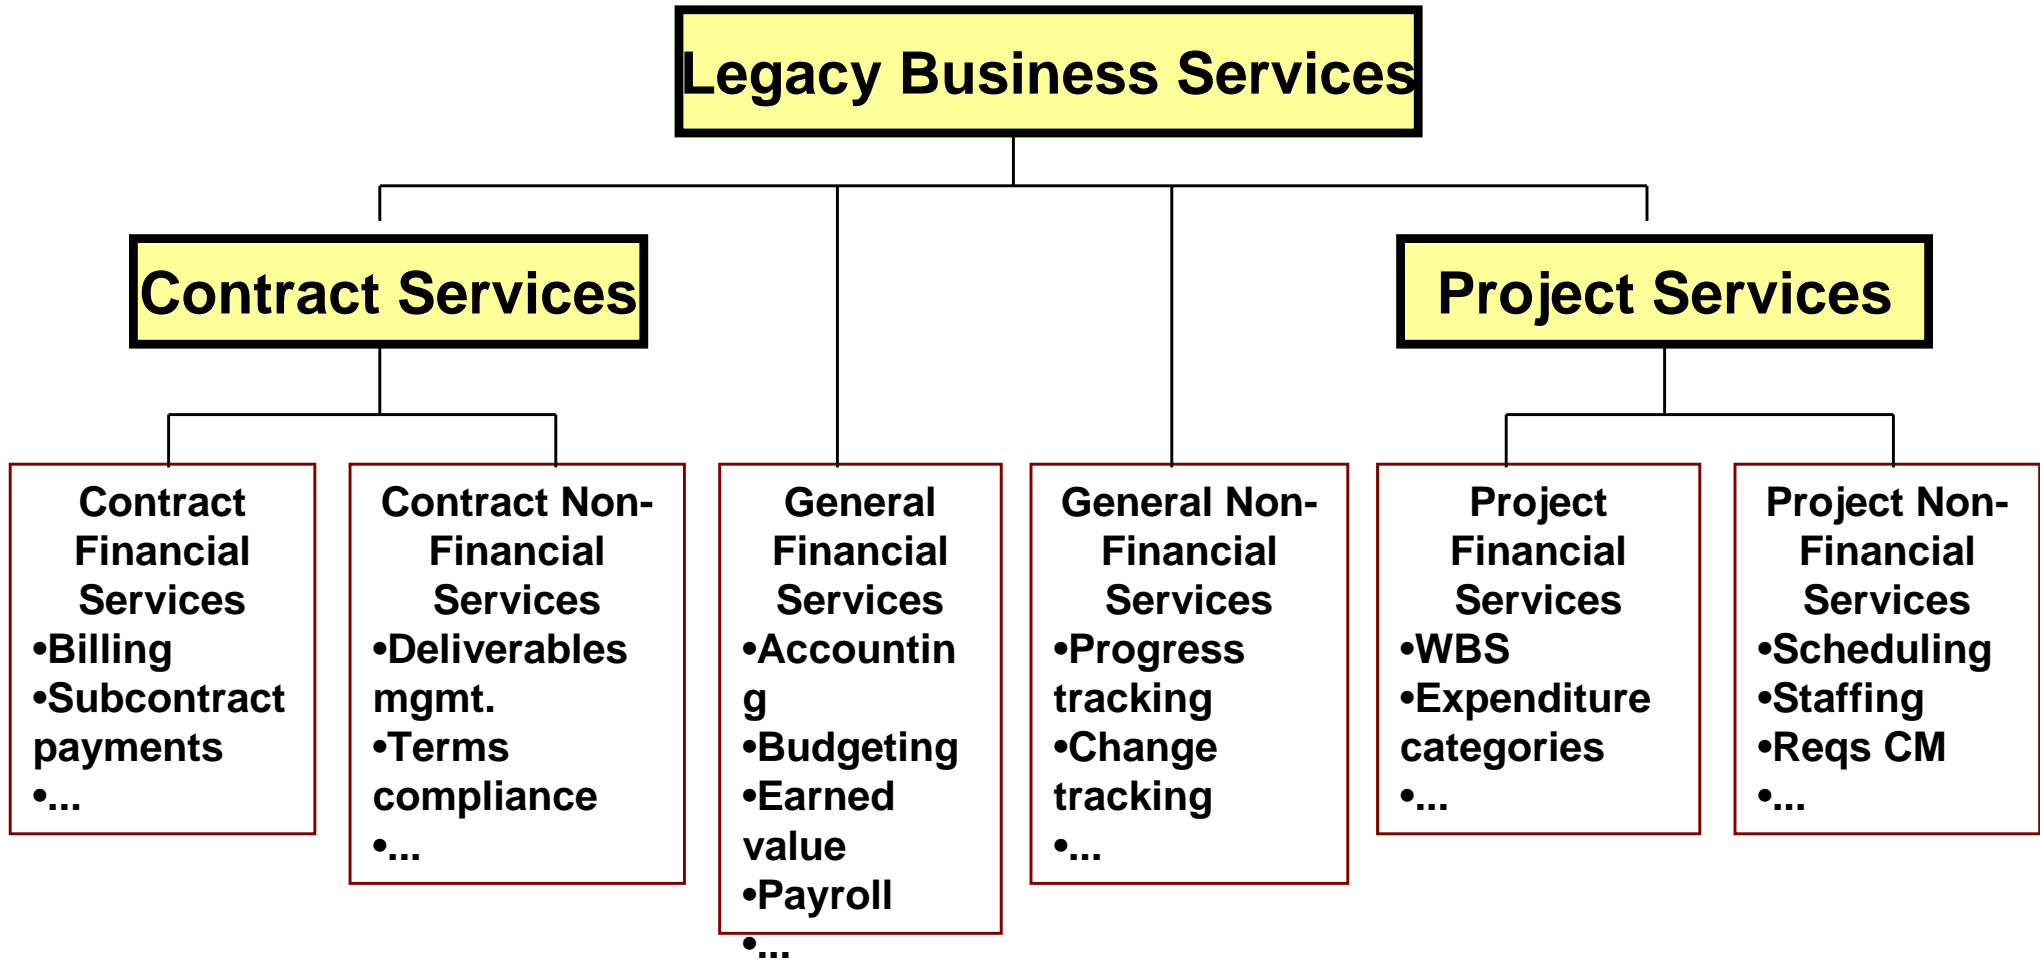 Legacy Business Services
Contract Services
Project Services
Contract
Financial
Services
•Billing
•Subcontract
payments
•...
Contract Non-
Financial
Services
•Deliverables
mgmt.
•Terms
compliance
•...
General
Financial
Services
•Accountin
g
•Budgeting
•Earned
value
•Payroll
•...
General Non-
Financial
Services
•Progress
tracking
•Change
tracking
•...
Project
Financial
Services
•WBS
•Expenditure
categories
•...
Project Non-
Financial
Services
•Scheduling
•Staffing
•Reqs CM
•...